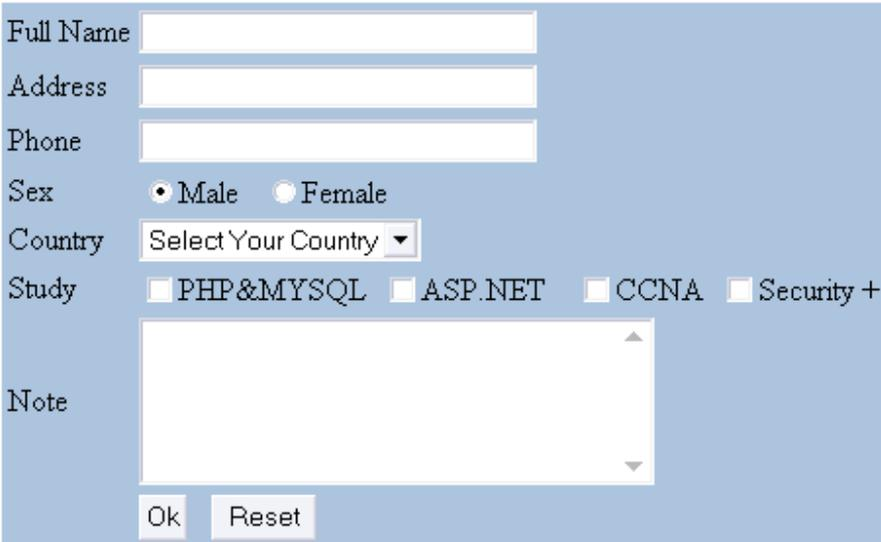 Full Name
Address
Phone
Sex Male Female
Country Select Your Country
Study PHP&MYSQL ASP.NET CCNA Security +
Note
Ok Reset